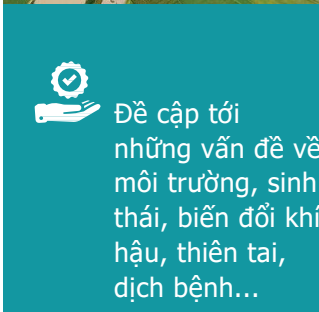 Đề cập tới
những vấn đề về
môi trường, sinh
thái, biến đổi khí
hậu, thiên tai,
dịch bệnh...